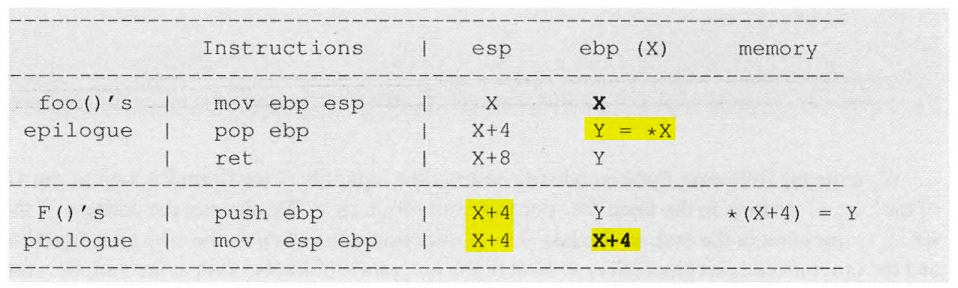 Instructions | esp ebp (X) memory
foo()'s | mov ebp esp | X X
epilogue | pop ebp | X+4 Y = *X
| ret | X+8 Y
F()'s | push ebp | X+4 Y *(X+4) = Y
prologue | mov esp ebp | X+4 X+4